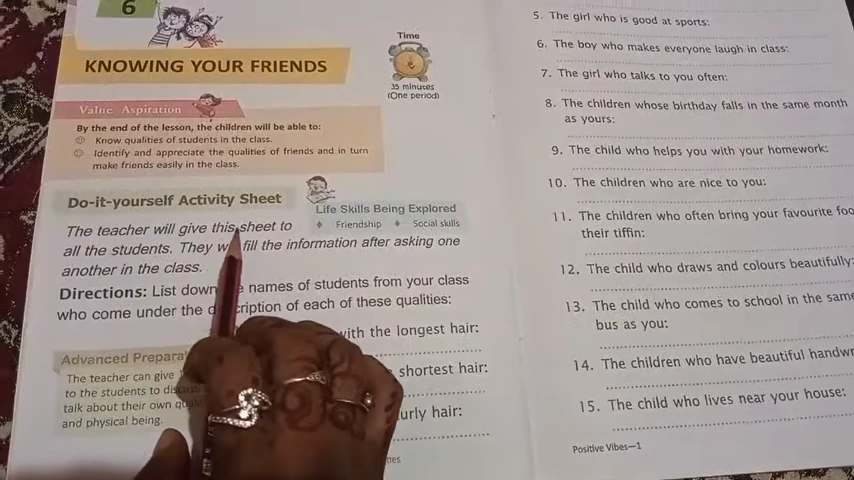 6
KNOWING YOUR FRIENDS
Time
35 minutes
(One period)
Value Aspiration
By the end of the lesson, the children will be able to:
Know qualities of students in the class.
Identify and appreciate the qualities of friends and in turn
make friends easily in the class.
Do-it-yourself Activity Sheet
Life Skills Being Explored
Friendship
Social skills
The teacher will give this sheet to
all the students. They fill the information after asking one
another in the class.
Directions: List down names of students from your class
who come under the of each of these qualities:
with the longest hair:
shortest hair:
hair:
Advanced
The teacher can give
to the students to
talk about their own
and physical being.
5. The girl who is good at sports:
6. The boy who makes everyone laugh in class:
7. The girl who talks to you often:
8. The children whose birthday falls in the same month
as yours:
9. The child who helps you with your homework:
10. The children who are nice to you:
11. The children who often bring your favourite
their tiffin:
12. The child who draws and colours beautifully:
13. The child who comes to school in the same
bus as you:
14. The children who have beautiful
15. The child who lives near your house:
Positive Vibes—1